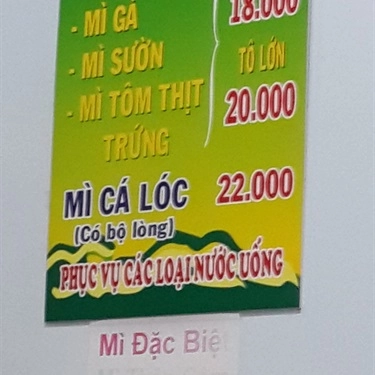 - MÌ GÀ 18.000
- MÌ SƯỜN TÔ LỚN
- MÌ TÔM THỊT 20.000
TRỨNG
MÌ CÁ LÓC 22.000
(Có bộ lòng)
PHỤC VỤ CÁC LOẠI NƯỚC UỐNG
Mì Đặc Biệt